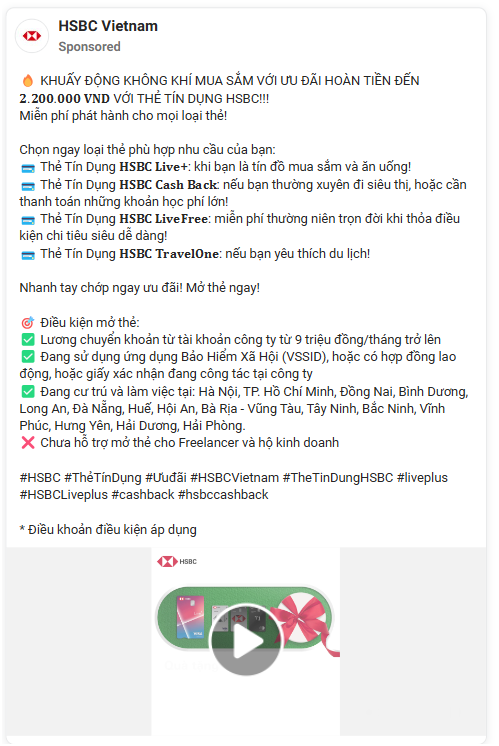 HSBC Vietnam
Sponsored
🔥 KHUẤY ĐỘNG KHÔNG KHÍ MUA SẮM VỚI ƯU ĐÃI HOÀN TIỀN ĐẾN
𝟐.𝟐𝟎𝟎.𝟎𝟎𝟎 𝐕𝐍𝐃 VỚI THẺ TÍN DỤNG HSBC!!!
Miễn phí phát hành cho mọi loại thẻ!
Chọn ngay loại thẻ phù hợp nhu cầu của bạn:
💳 Thẻ Tín Dụng 𝐇𝐒𝐁𝐂 𝐋𝐢𝐯𝐞+: khi bạn là tín đồ mua sắm và ăn uống!
💳 Thẻ Tín Dụng 𝐇𝐒𝐁𝐂 𝐂𝐚𝐬𝐡 𝐁𝐚𝐜𝐤: nếu bạn thường xuyên đi siêu thị, hoặc cần
thanh toán những khoản học phí lớn!
💳 Thẻ Tín Dụng 𝐇𝐒𝐁𝐂 𝐋𝐢𝐯𝐞𝐅𝐫𝐞𝐞: miễn phí thường niên trọn đời khi thỏa điều
kiện chi tiêu siêu dễ dàng!
💳 Thẻ Tín Dụng 𝐇𝐒𝐁𝐂 𝐓𝐫𝐚𝐯𝐞𝐥𝐎𝐧𝐞: nếu bạn yêu thích du lịch!
Nhanh tay chớp ngay ưu đãi! Mở thẻ ngay!
🎯 Điều kiện mở thẻ:
✅ Lương chuyển khoản từ tài khoản công ty từ 9 triệu đồng/tháng trở lên
✅ Đang sử dụng ứng dụng Bảo Hiểm Xã Hội (VSSID), hoặc có hợp đồng lao
động, hoặc giấy xác nhận đang công tác tại công ty
✅ Đang cư trú và làm việc tại: Hà Nội, TP. Hồ Chí Minh, Đồng Nai, Bình Dương,
Long An, Đà Nẵng, Huế, Hội An, Bà Rịa - Vũng Tàu, Tây Ninh, Bắc Ninh, Vĩnh
Phúc, Hưng Yên, Hải Dương, Hải Phòng.
❌ Chưa hỗ trợ mở thẻ cho Freelancer và hộ kinh doanh
#HSBC #ThẻTínDụng #Ưuđãi #HSBCVietnam #TheTinDungHSBC #liveplus
#HSBCLiveplus #cashback #hsbccashback
* Điều khoản điều kiện áp dụng
HSBC